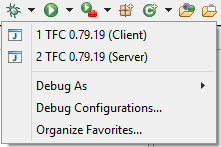 1 TFC 0.79.19 (Client)
2 TFC 0.79.19 (Server)
Debug As
Debug Configurations...
Organize Favorites...